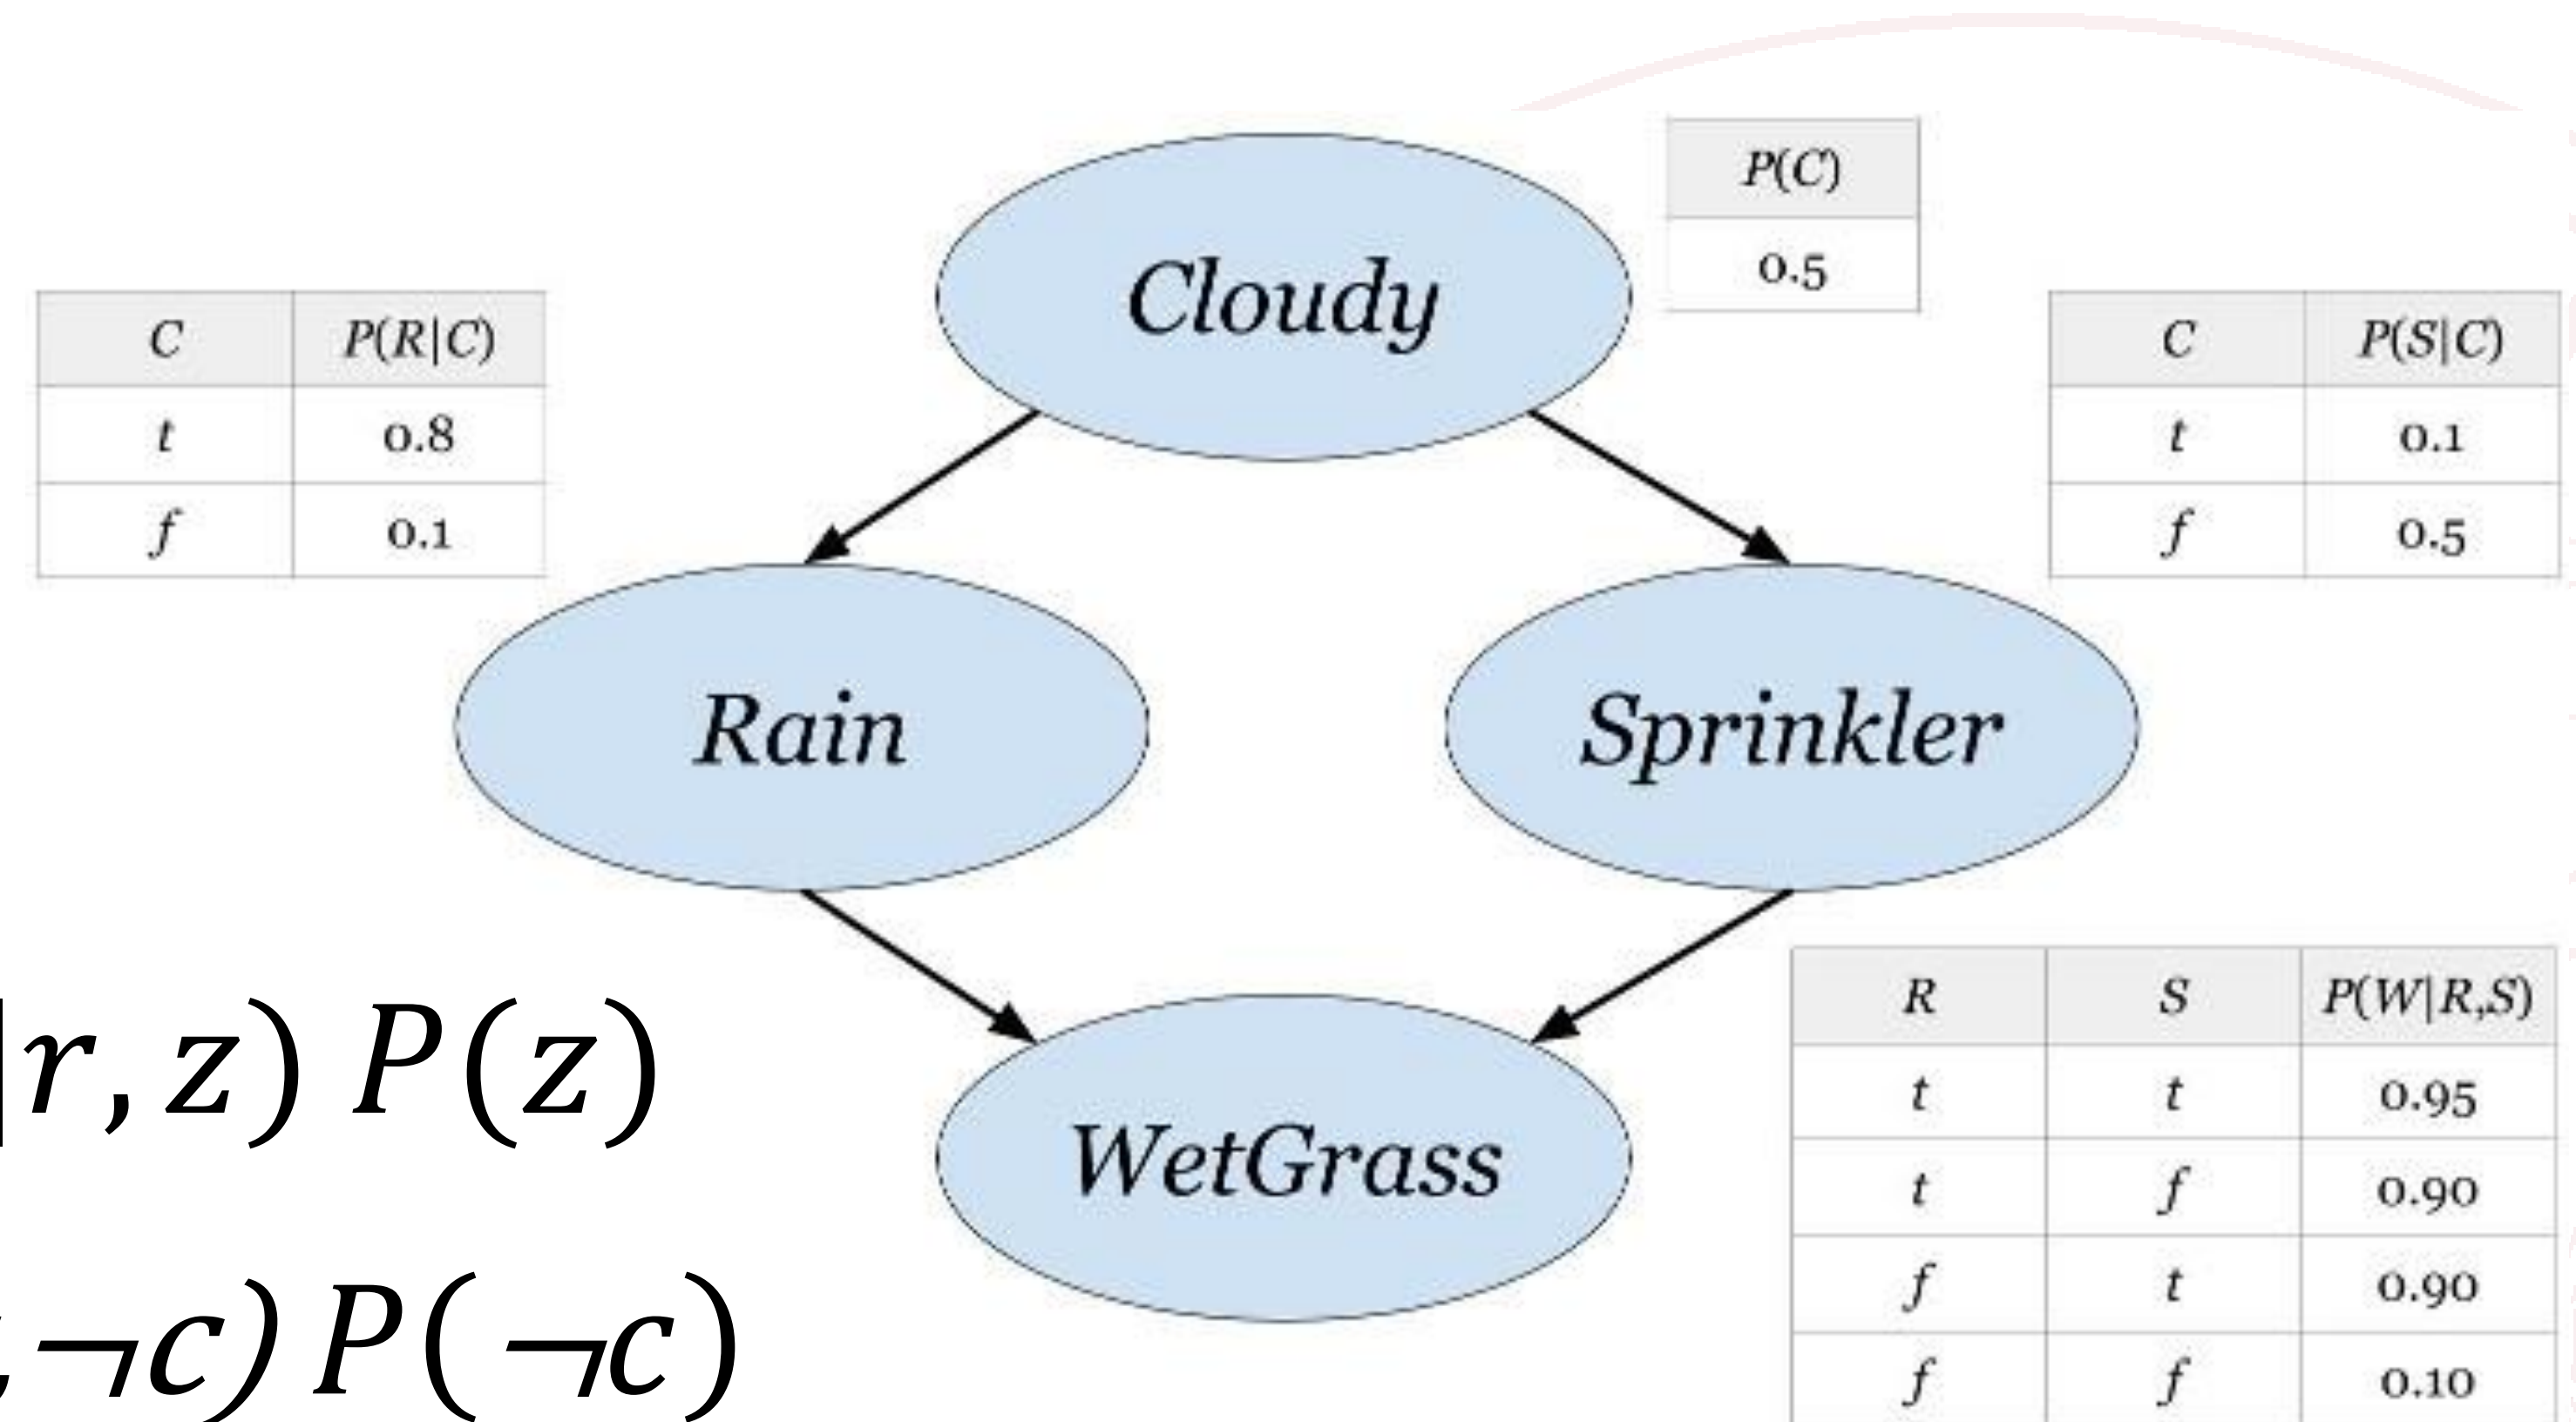 P(C)
0.5
Cloudy
C P(R|C)
t 0.8
f 0.1
C P(S|C)
t 0.1
f 0.5
Rain
Sprinkler
|r, z) P(z)
WetGrass
R S P(W|R,S)
t t 0.95
t f 0.90
f t 0.90
f f 0.10
, ¬c) P(¬c)